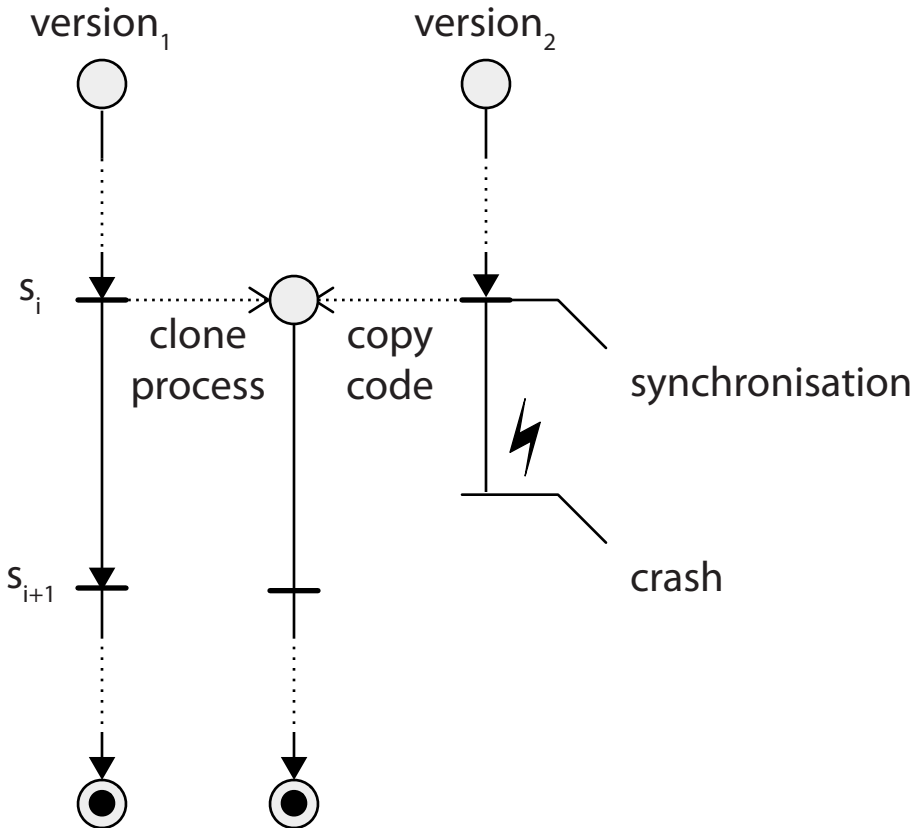 version₁
version₂
sᵢ
clone
process
copy
code
synchronisation
crash
sᵢ₊₁